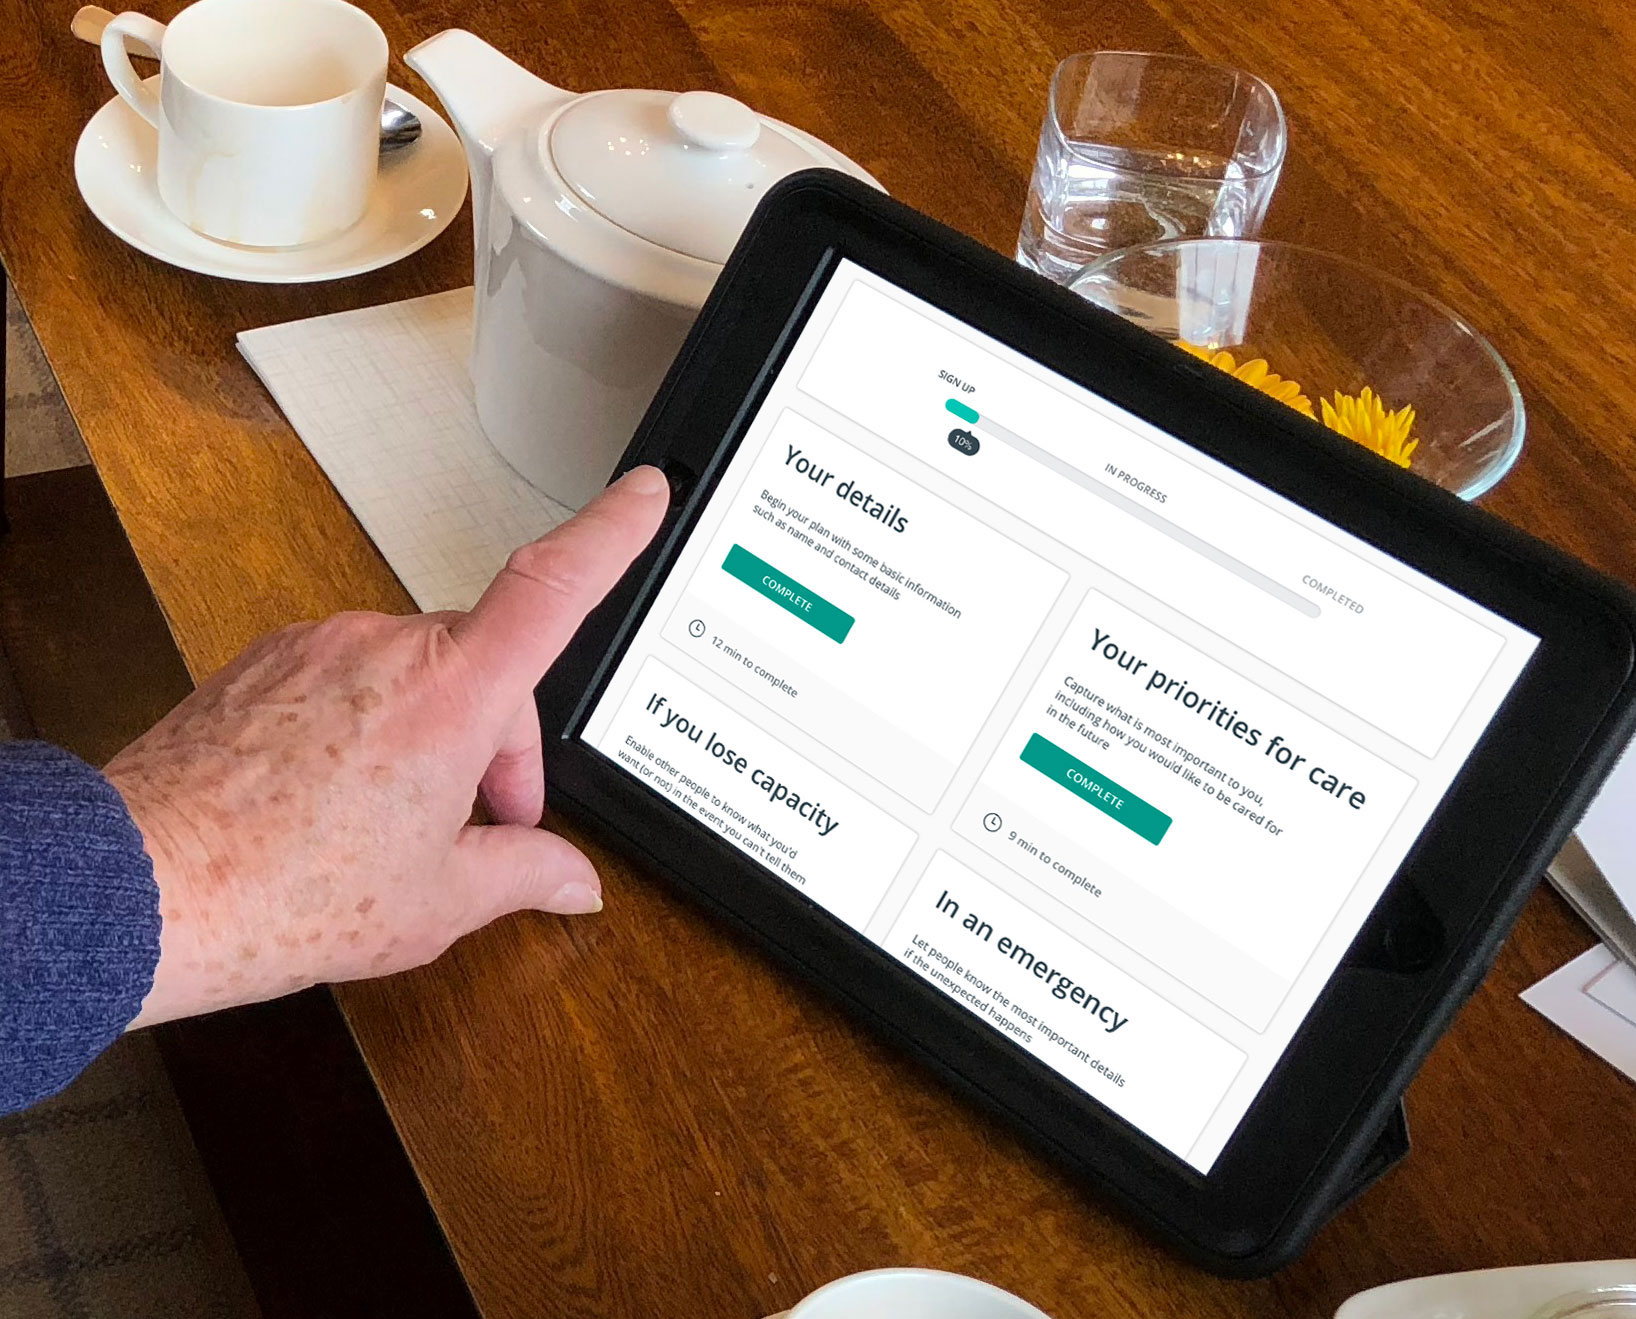 SIGN UP
10%
IN PROGRESS
COMPLETED
Your details
Begin your plan with some basic information
such as name and contact details
COMPLETE
12 min to complete
Your priorities for care
Capture what is most important to you,
including how you would like to be cared for
in the future
COMPLETE
9 min to complete
If you lose capacity
Enable other people to know what you'd
want (or not) in the event you can't tell them
In an emergency
Let people know the most important details
if the unexpected happens